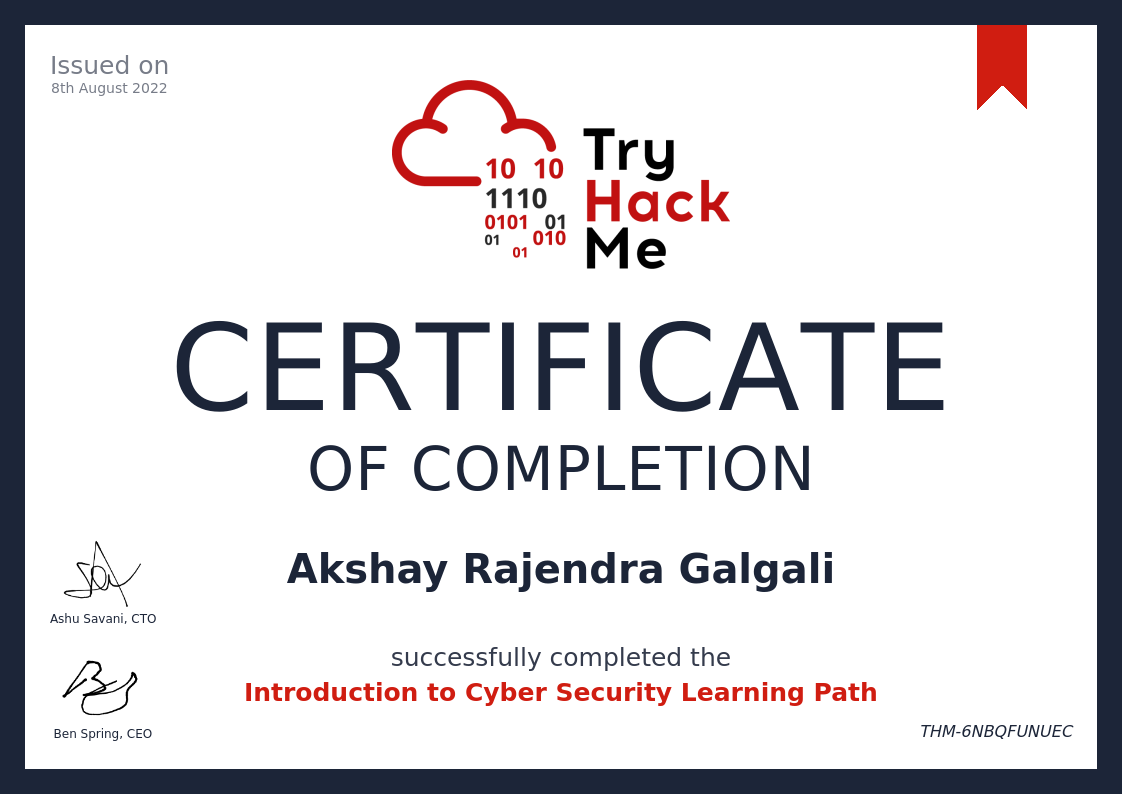 Issued on
8th August 2022
10 10
1110
0101 01
01 010
01
Try
Hack
Me
CERTIFICATE
OF COMPLETION
Akshay Rajendra Galgali
Ashu Savani, CTO
successfully completed the
Introduction to Cyber Security Learning Path
Ben Spring, CEO
THM-6NBQFUNUEC